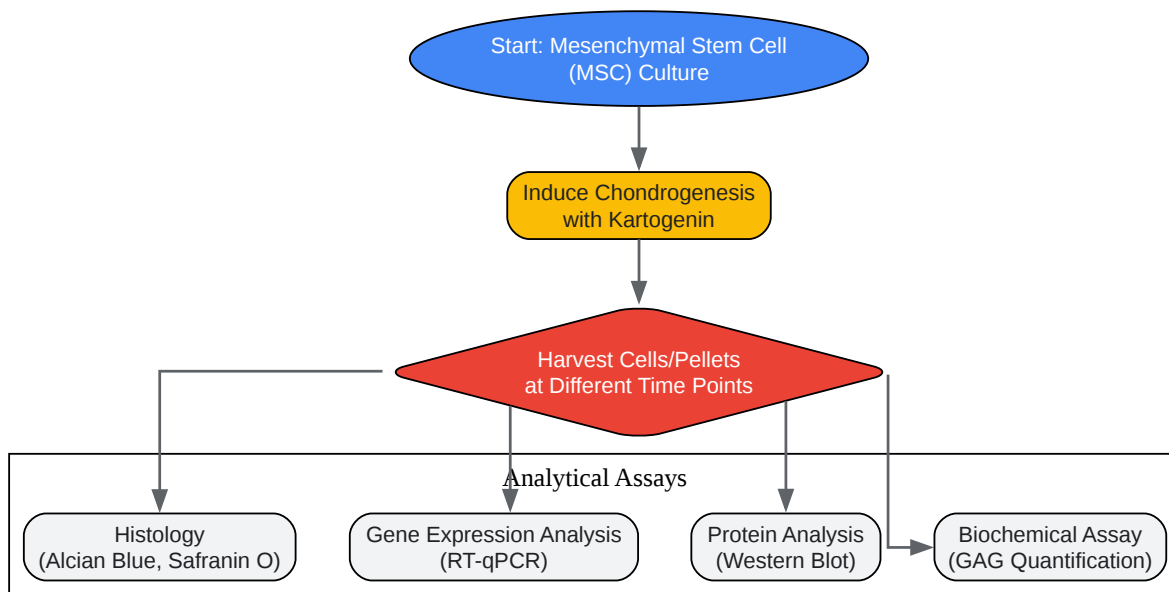 Start: Mesenchymal Stem Cell
(MSC) Culture
Induce Chondrogenesis
with Kartogenin
Harvest Cells/Pellets
at Different Time Points
Analytical Assays
Histology
(Alcian Blue, Safranin O)
Gene Expression Analysis
(RT-qPCR)
Protein Analysis
(Western Blot)
Biochemical Assay
(GAG Quantification)